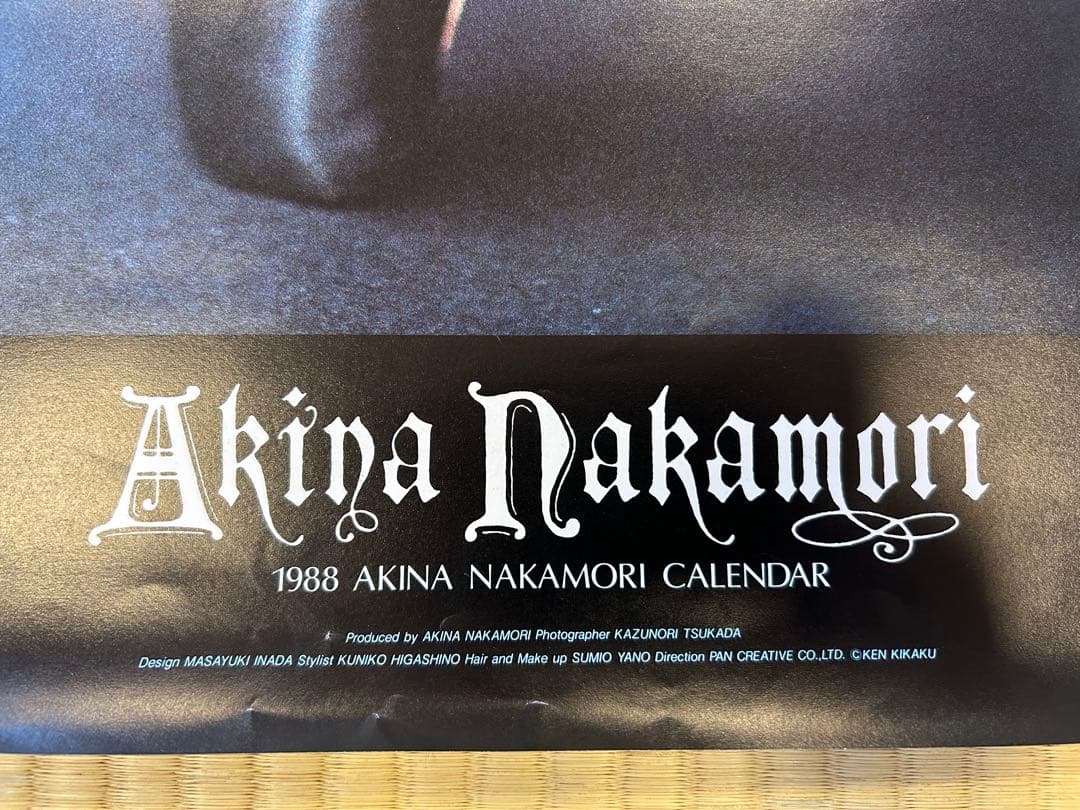 Akina Nakamori
1988 AKINA NAKAMORI CALENDAR
Produced by AKINA NAKAMORI Photographer KAZUNORI TSUKADA
Design MASAYUKI INADA Stylist KUNIKO HIGASHINO Hair and Make up SUMIO YANO Direction PAN CREATIVE CO.,LTD. ©KEN KIKAKU